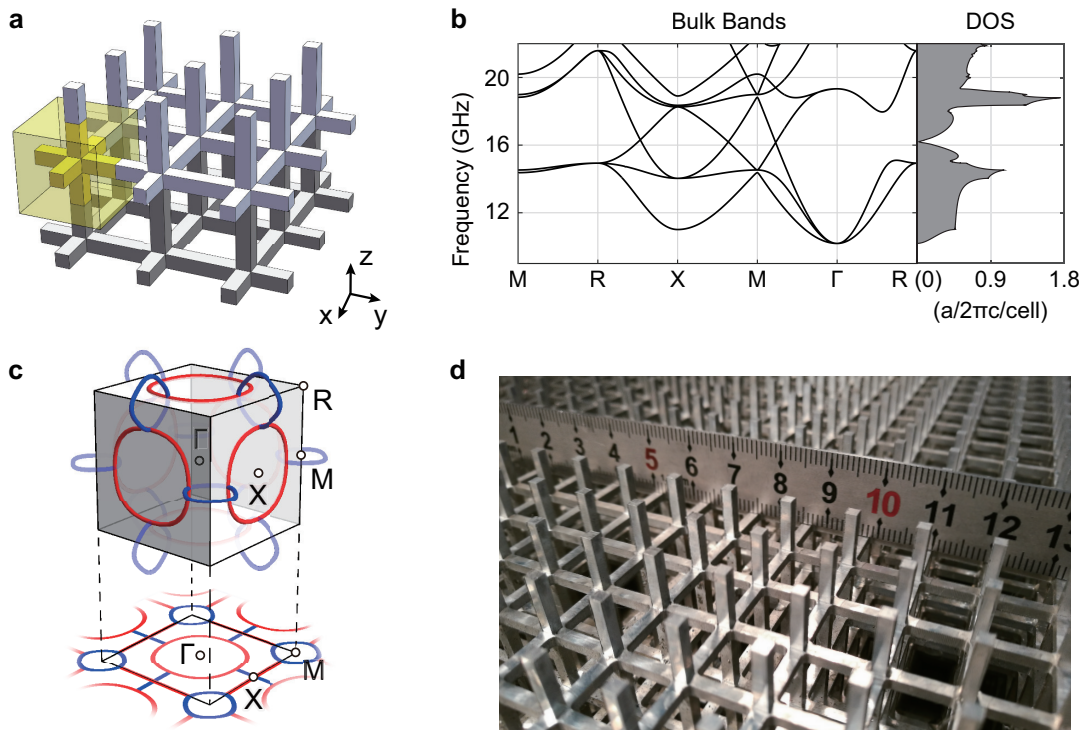 a
z
x
y
b
Bulk Bands
DOS
Frequency (GHz)
20
16
12
M
R
X
M
Γ
R
(0)
0.9
1.8
(a/2πc/cell)
c
R
Γ
M
X
Γ
M
X
d
1 2 3 4 5 6 7 8 9 10 11 12 13